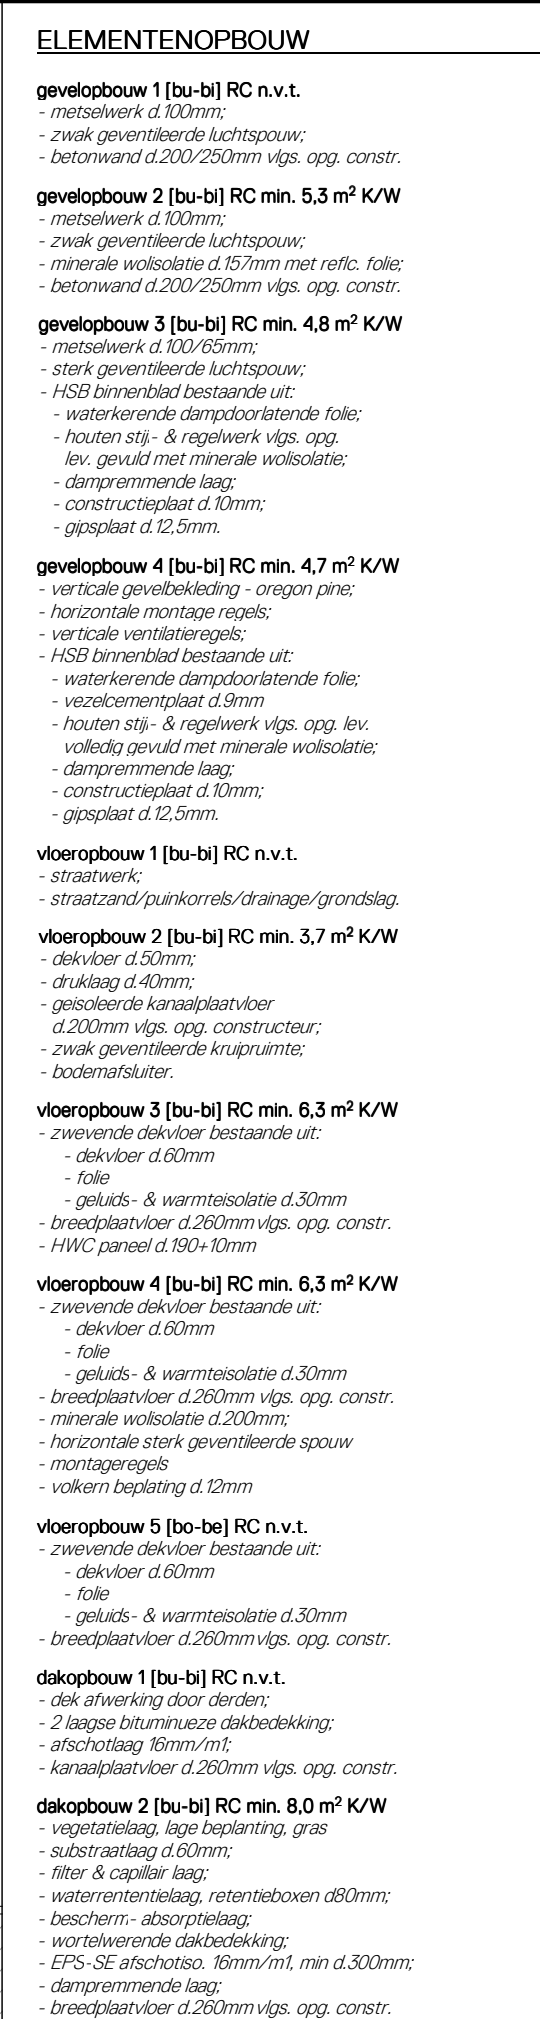 ELEMENTENOPBOUW
gevelopbouw 1 [bu-bi] RC n.v.t.
- metselwerk d.100mm;
- zwak geventileerde luchtspouw;
- betonwand d.200/250mm vlgs. opg. constr.
gevelopbouw 2 [bu-bi] RC min. 5,3 m² K/W
- metselwerk d.100mm;
- zwak geventileerde luchtspouw;
- minerale wolisolatie d.157mm met reflc. folie;
- betonwand d.200/250mm vlgs. opg. constr.
gevelopbouw 3 [bu-bi] RC min. 4,8 m² K/W
- metselwerk d.100/65mm;
- sterk geventileerde luchtspouw;
- HSB binnenblad bestaande uit:
- waterkerende dampdoorlatende folie;
- houten stijl- & regelwerk vlgs. opg.
lev. gevuld met minerale wolisolatie;
- dampremmende laag;
- constructieplaat d.10mm;
- gipsplaat d.12,5mm.
gevelopbouw 4 [bu-bi] RC min. 4,7 m² K/W
- verticale gevelbekleding - oregon pine;
- horizontale montage regels;
- verticale ventilatieregels;
- HSB binnenblad bestaande uit:
- waterkerende dampdoorlatende folie;
- vezelcementplaat d.9mm
- houten stijl- & regelwerk vlgs. opg. lev.
volledig gevuld met minerale wolisolatie;
- dampremmende laag;
- constructieplaat d.10mm;
- gipsplaat d.12,5mm.
vloeropbouw 1 [bu-bi] RC n.v.t.
- straatwerk;
- straatzand/puinkorrels/drainage/grondslag.
vloeropbouw 2 [bu-bi] RC min. 3,7 m² K/W
- dekvloer d.50mm;
- druklaag d.40mm;
- geisoleerde kanaalplaatvloer
d.200mm vlgs. opg. constructeur;
- zwak geventileerde kruipruimte;
- bodemafsluiter.
vloeropbouw 3 [bu-bi] RC min. 6,3 m² K/W
- zwevende dekvloer bestaande uit:
- dekvloer d.60mm
- folie
- geluids- & warmteisolatie d.30mm
- breedplaatvloer d.260mm vlgs. opg. constr.
- HWC paneel d.190+10mm
vloeropbouw 4 [bu-bi] RC min. 6,3 m² K/W
- zwevende dekvloer bestaande uit:
- dekvloer d.60mm
- folie
- geluids- & warmteisolatie d.30mm
- breedplaatvloer d.260mm vlgs. opg. constr.
- minerale wolisolatie d.200mm;
- horizontale sterk geventileerde spouw
- montageregels
- volkern beplating d.12mm
vloeropbouw 5 [bo-be] RC n.v.t.
- zwevende dekvloer bestaande uit:
- dekvloer d.60mm
- folie
- geluids- & warmteisolatie d.30mm
- breedplaatvloer d.260mm vlgs. opg. constr.
dakopbouw 1 [bu-bi] RC n.v.t.
- dek afwerking door derden;
- 2 laagse bituminueze dakbedekking;
- afschotlaag 16mm/m1;
- kanaalplaatvloer d.260mm vlgs. opg. constr.
dakopbouw 2 [bu-bi] RC min. 8,0 m² K/W
- vegetatielaag, lage beplanting, gras
- substraatlaag d.60mm;
- filter & capillair laag;
- waterrententielaag, retentieboxen d80mm;
- bescherm- absorptielaag;
- wortelwerende dakbedekking;
- EPS-SE afschotiso. 16mm/m1, min d.300mm;
- dampremmende laag;
- breedplaatvloer d.260mm vlgs. opg. constr.